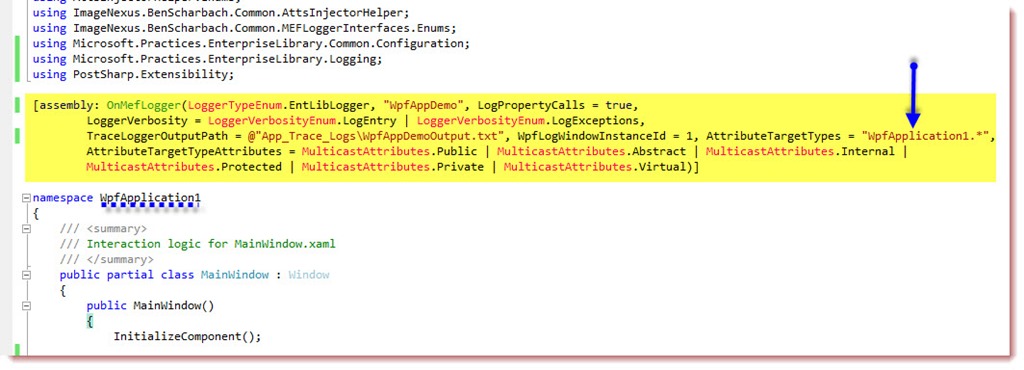 using ImageNexus.BenScharbach.Common.AttsInjectorHelper;
using ImageNexus.BenScharbach.Common.MEFLoggerInterfaces.Enums;
using Microsoft.Practices.EnterpriseLibrary.Common.Configuration;
using Microsoft.Practices.EnterpriseLibrary.Logging;
using PostSharp.Extensibility;
[assembly: OnMefLogger(LoggerTypeEnum.EntLibLogger, "WpfAppDemo", LogPropertyCalls = true,
LoggerVerbosity = LoggerVerbosityEnum.LogEntry | LoggerVerbosityEnum.LogExceptions,
TraceLoggerOutputPath = @"App_Trace_Logs\WpfAppDemoOutput.txt", WpfLogWindowInstanceId = 1, AttributeTargetTypes = "WpfApplication1.*",
AttributeTargetTypeAttributes = MulticastAttributes.Public | MulticastAttributes.Abstract | MulticastAttributes.Internal |
MulticastAttributes.Protected | MulticastAttributes.Private | MulticastAttributes.Virtual)]
namespace WpfApplication1
{
/// <summary>
/// Interaction logic for MainWindow.xaml
/// </summary>
public partial class MainWindow : Window
{
public MainWindow()
{
InitializeComponent();